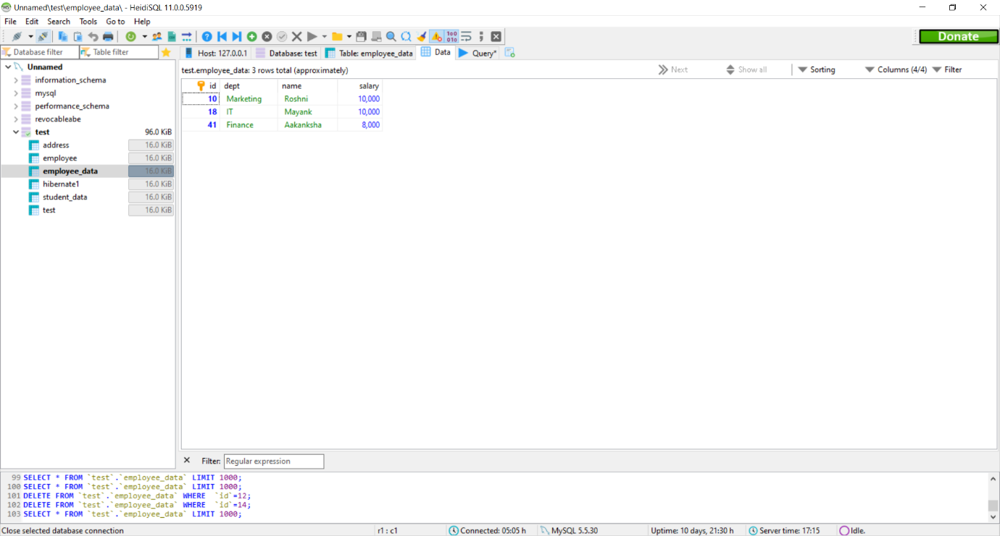 Unnamed\test\employee_data\ - HeidiSQL 11.0.0.5919
File Edit Search Tools Go to Help
Donate
Database filter Table filter Host: 127.0.0.1 Database: test Table: employee_data Data Query*
Unnamed
information_schema
mysql
performance_schema
revocableabe
test 96.0 KiB
address 16.0 KiB
employee 16.0 KiB
employee_data 16.0 KiB
hibernate1 16.0 KiB
student_data 16.0 KiB
test 16.0 KiB
test.employee_data: 3 rows total (approximately) Next Show all Sorting Columns (4/4) Filter
id dept name salary
10 Marketing Roshni 10,000
18 IT Mayank 10,000
41 Finance Aakanksha 8,000
Filter: Regular expression
99 SELECT * FROM `test`.`employee_data` LIMIT 1000;
100 SELECT * FROM `test`.`employee_data` LIMIT 1000;
101 DELETE FROM `test`.`employee_data` WHERE `id`=12;
102 DELETE FROM `test`.`employee_data` WHERE `id`=14;
103 SELECT * FROM `test`.`employee_data` LIMIT 1000;
Close selected database connection r1 : c1 Connected: 05:05 h MySQL 5.5.30 Uptime: 10 days, 21:30 h Server time: 17:15 Idle.